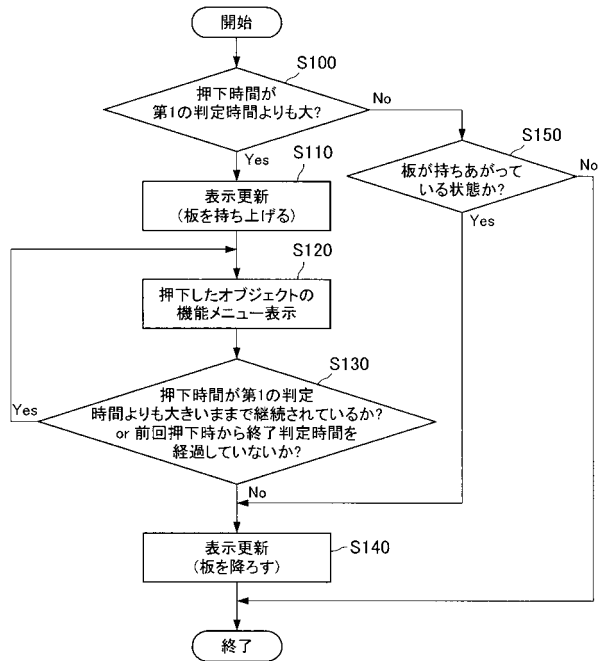 開始
S100
押下時間が
第1の判定時間よりも大?
No
Yes
S150
板が持ちあがって
いる状態か?
No
Yes
S110
表示更新
(板を持ち上げる)
S120
押下したオブジェクトの
機能メニュー表示
S130
押下時間が第1の判定
時間よりも大きいままで継続されているか?
or 前回押下時から終了判定時間を
経過していないか?
Yes
No
S140
表示更新
(板を降ろす)
終了